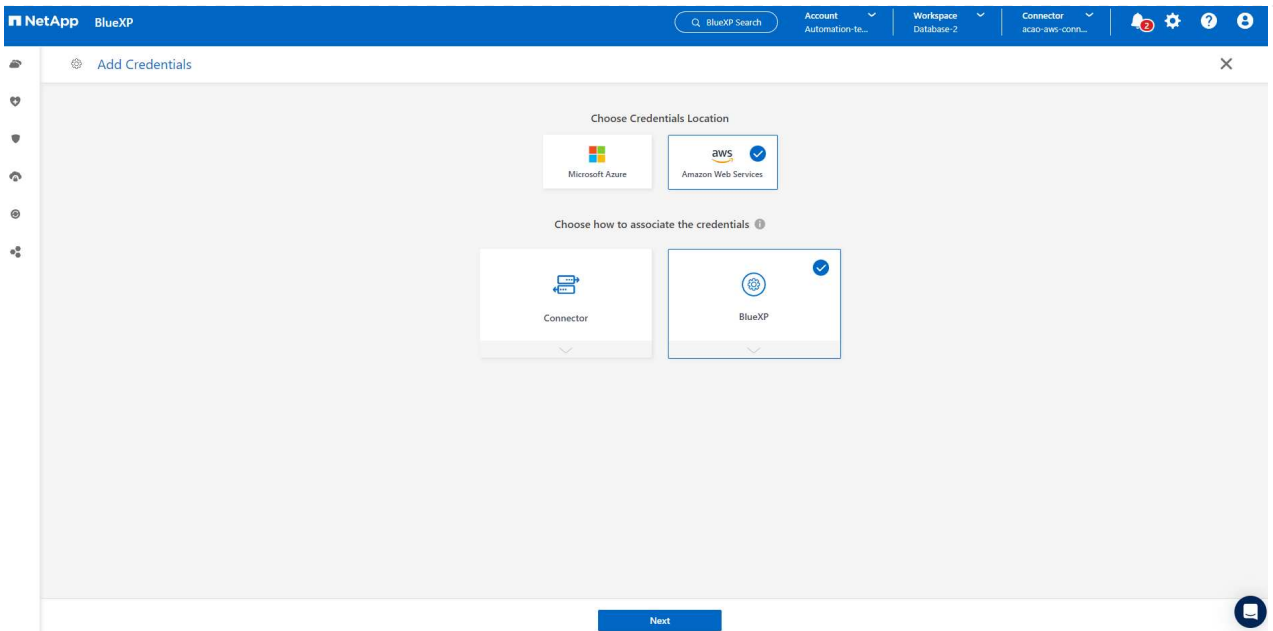 NetApp BlueXP
BlueXP Search
Account
Automation-te...
Workspace
Database-2
Connector
acao-aws-conn...
2
Add Credentials
Choose Credentials Location
Microsoft Azure
aws
Amazon Web Services
Choose how to associate the credentials
Connector
BlueXP
Next